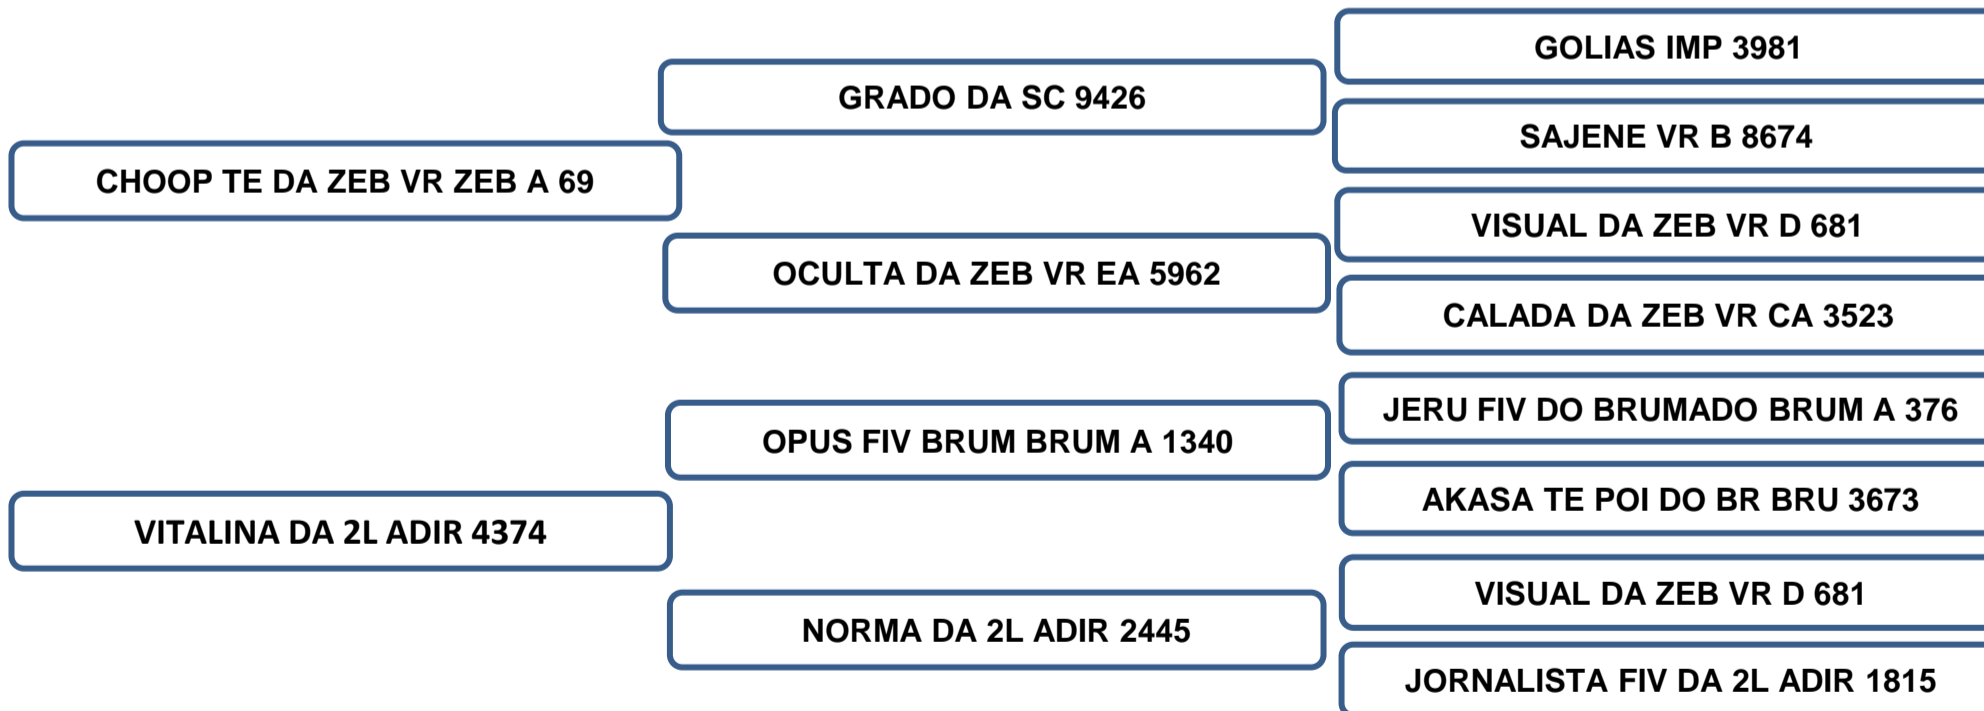 GOLIAS IMP 3981
GRADO DA SC 9426
SAJENE VR B 8674
CHOOP TE DA ZEB VR ZEB A 69
VISUAL DA ZEB VR D 681
OCULTA DA ZEB VR EA 5962
CALADA DA ZEB VR CA 3523
JERU FIV DO BRUMADO BRUM A 376
OPUS FIV BRUM BRUM A 1340
AKASA TE POI DO BR BRU 3673
VITALINA DA 2L ADIR 4374
VISUAL DA ZEB VR D 681
NORMA DA 2L ADIR 2445
JORNALISTA FIV DA 2L ADIR 1815